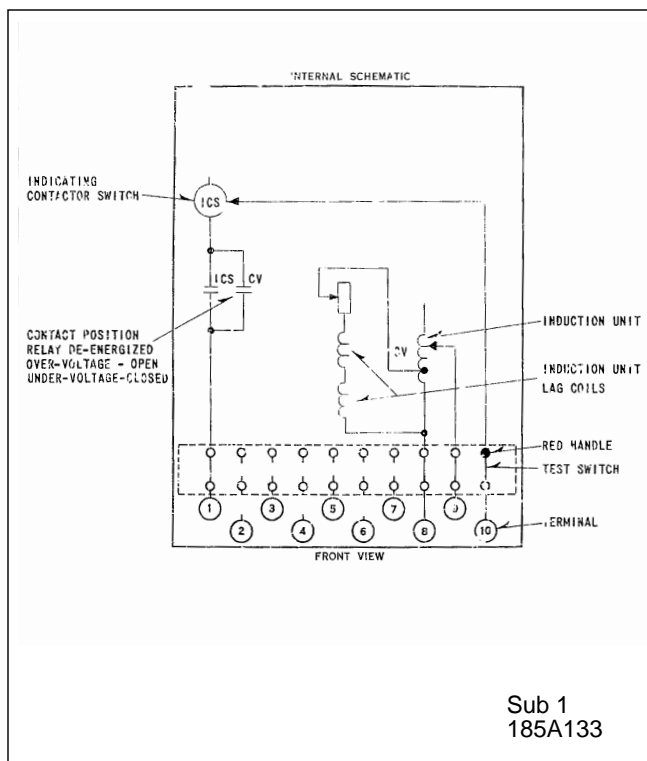 INTERNAL SCHEMATIC
INDICATING
CONTACTOR SWITCH
ICS
ICS CV
CONTACT POSITION
RELAY DE-ENERGIZED
OVER-VOLTAGE - OPEN
UNDER-VOLTAGE-CLOSED
CV
INDUCTION UNIT
INDUCTION UNIT
LAG COILS
RED HANDLE
TEST SWITCH
1 3 5 7 9
2 4 6 8 10
TERMINAL
FRONT VIEW
Sub 1
185A133